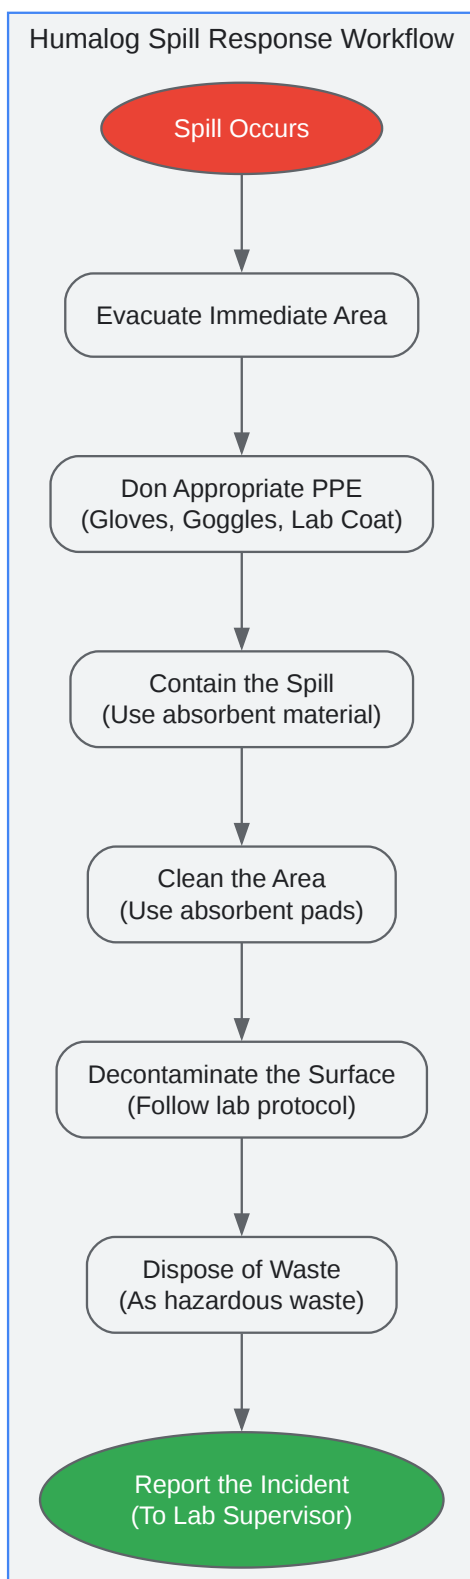 Humalog Spill Response Workflow
Spill Occurs
Evacuate Immediate Area
Don Appropriate PPE
(Gloves, Goggles, Lab Coat)
Contain the Spill
(Use absorbent material)
Clean the Area
(Use absorbent pads)
Decontaminate the Surface
(Follow lab protocol)
Dispose of Waste
(As hazardous waste)
Report the Incident
(To Lab Supervisor)